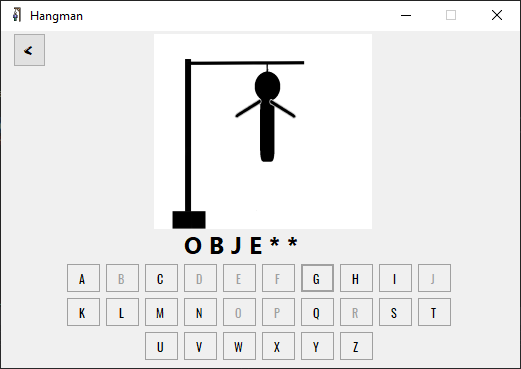 Hangman
<
O B J E * *
A B C D E F G H I J
K L M N O P Q R S T
U V W X Y Z